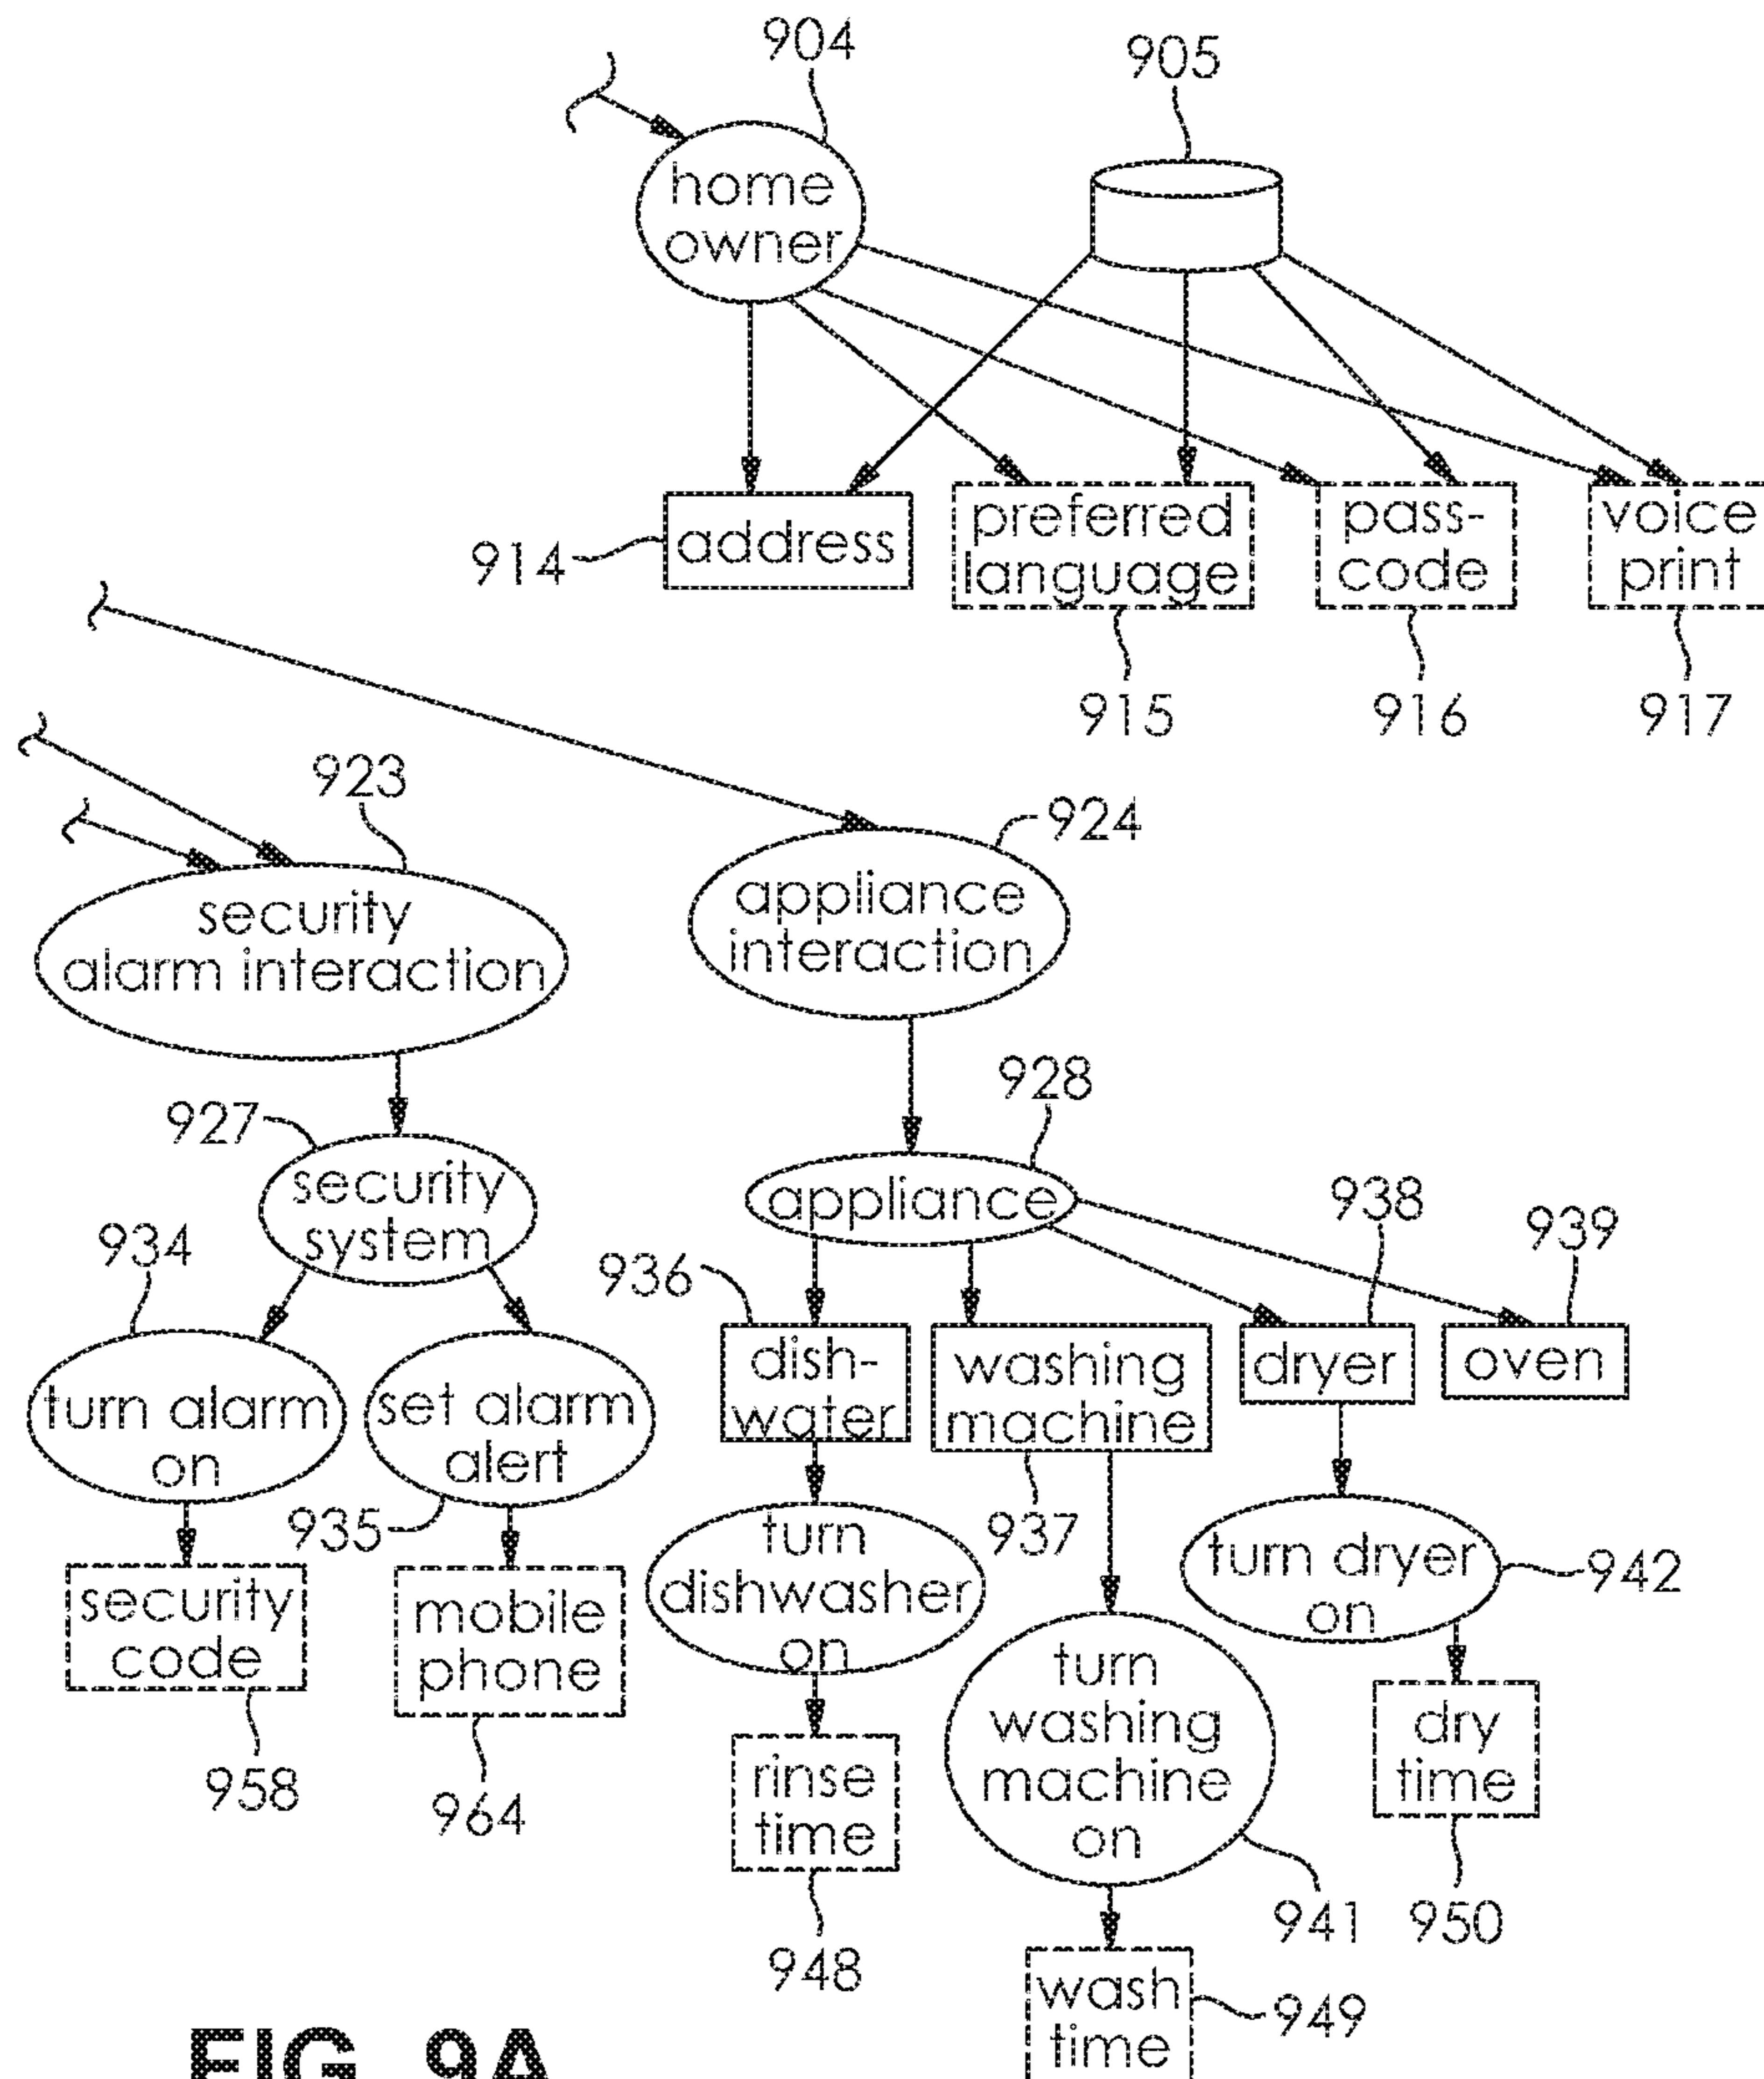 904
905
home
owner
914
address
preferred
language
pass-
code
voice
print
915
916
917
923
924
security
alarm interaction
appliance
interaction
927
928
security
system
appliance
934
936
938
939
turn alarm
on
set alarm
alert
dish-
water
washing
machine
dryer
oven
935
937
942
security
code
mobile
phone
turn
dishwasher
on
turn dryer
on
turn
washing
machine
on
958
964
rinse
time
dry
time
948
941
950
wash
time
949
FIG. 9A